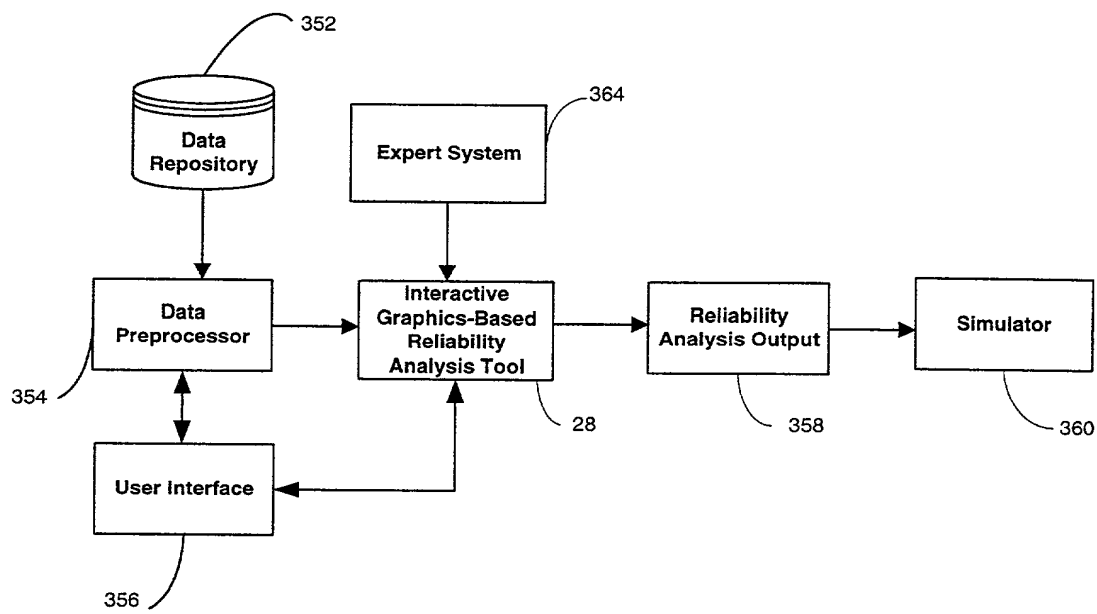 352
Data
Repository
364
Expert System
Data
Preprocessor
354
Interactive
Graphics-Based
Reliability
Analysis Tool
28
Reliability
Analysis Output
358
Simulator
360
User Interface
356